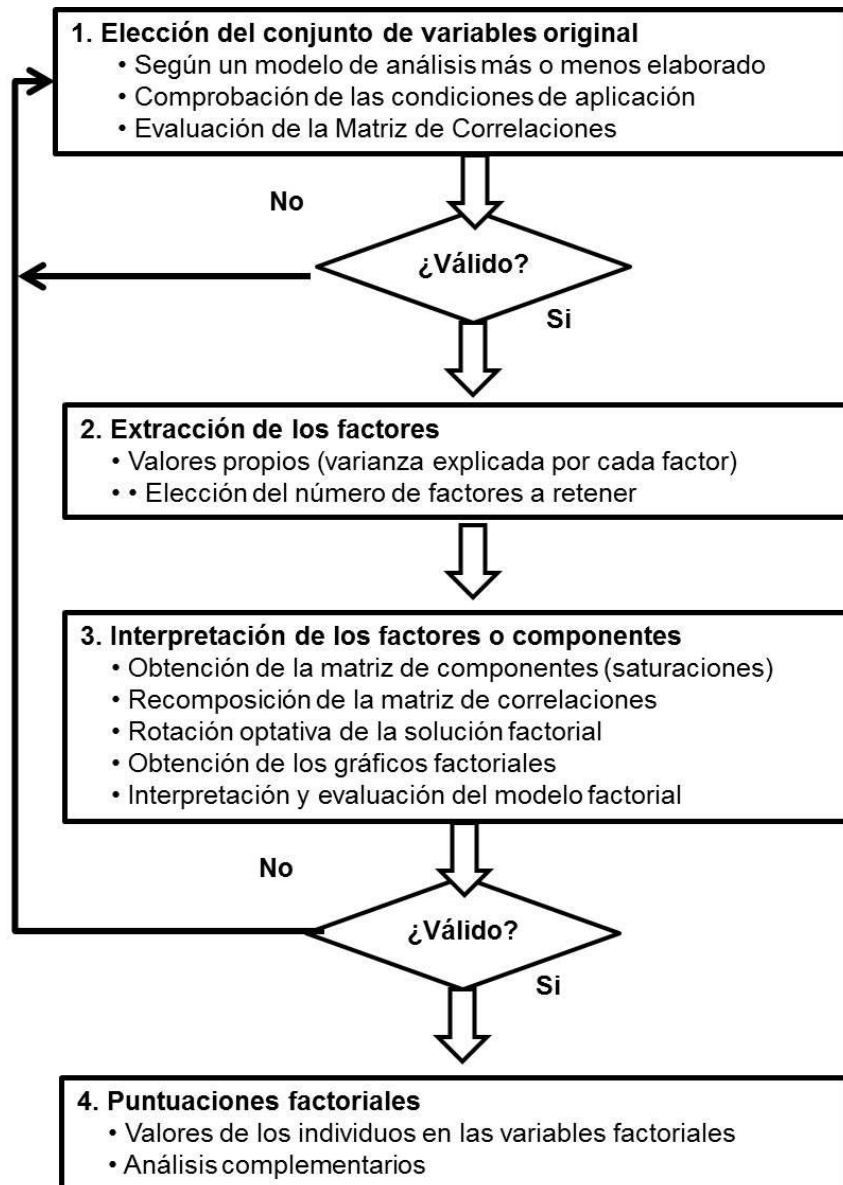 1. Elección del conjunto de variables original
• Según un modelo de análisis más o menos elaborado
• Comprobación de las condiciones de aplicación
• Evaluación de la Matriz de Correlaciones
No
¿Válido?
Si
2. Extracción de los factores
• Valores propios (varianza explicada por cada factor)
• • Elección del número de factores a retener
3. Interpretación de los factores o componentes
• Obtención de la matriz de componentes (saturaciones)
• Recomposición de la matriz de correlaciones
• Rotación optativa de la solución factorial
• Obtención de los gráficos factoriales
• Interpretación y evaluación del modelo factorial
No
¿Válido?
Si
4. Puntuaciones factoriales
• Valores de los individuos en las variables factoriales
• Análisis complementarios